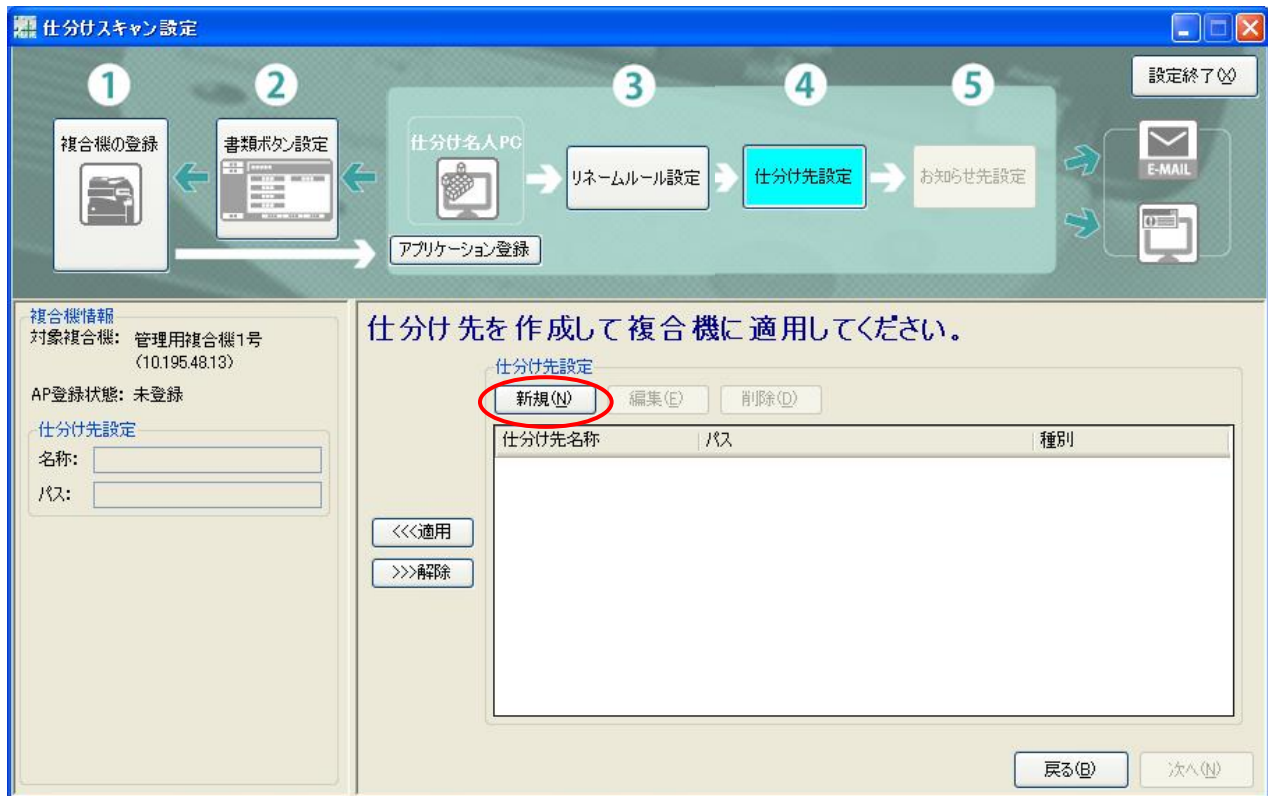 仕分けスキャン設定
1
2
3
4
5
設定終了(X)
複合機の登録
書類ボタン設定
仕分け名人PC
リネームルール設定
仕分け先設定
お知らせ先設定
E-MAIL
アプリケーション登録
複合機情報
対象複合機: 管理用複合機1号
(10.195.48.13)
AP登録状態: 未登録
仕分け先設定
名称:
パス:
仕分け先を作成して複合機に適用してください。
仕分け先設定
新規(N) 編集(E) 削除(D)
仕分け先名称 パス 種別
<<<適用
>>>解除
戻る(B) 次へ(N)